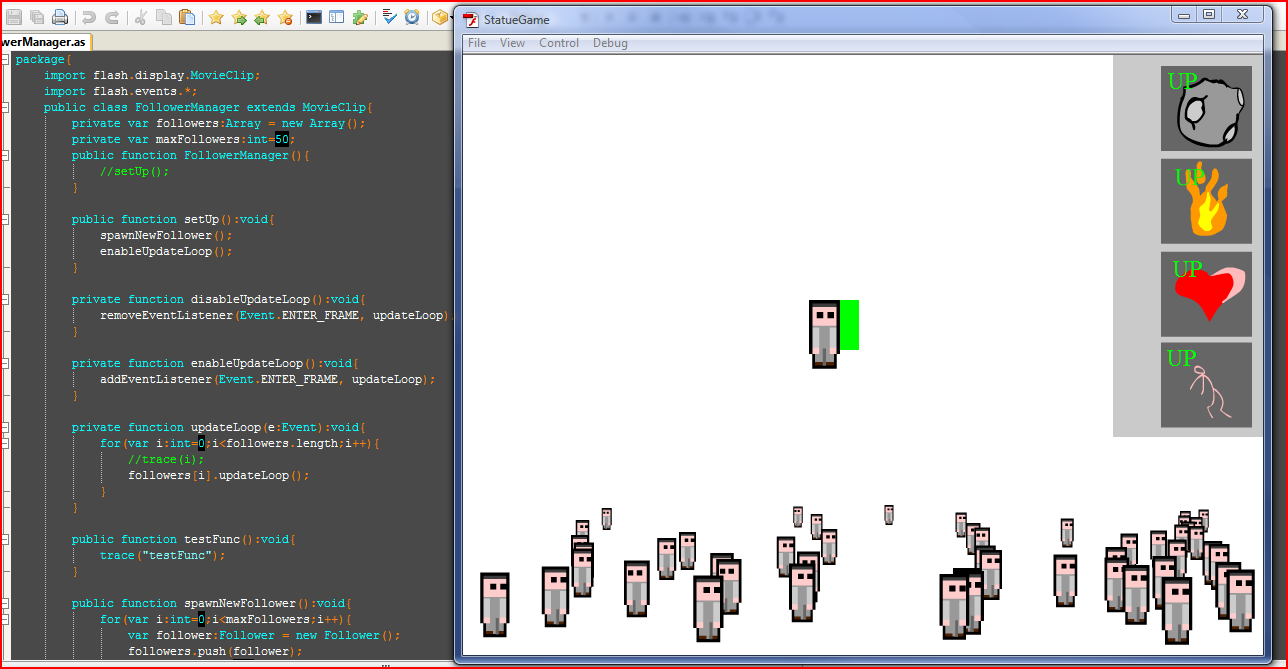 werManager.as
package{
import flash.display.MovieClip;
import flash.events.*;
public class FollowerManager extends MovieClip{
private var followers:Array = new Array();
private var maxFollowers:int=50;
public function FollowerManager(){
//setUp();
}
public function setUp():void{
spawnNewFollower();
enableUpdateLoop();
}
private function disableUpdateLoop():void{
removeEventListener(Event.ENTER_FRAME, updateLoop)
}
private function enableUpdateLoop():void{
addEventListener(Event.ENTER_FRAME, updateLoop);
}
private function updateLoop(e:Event):void{
for(var i:int=0;i<followers.length;i++){
//trace(i);
followers[i].updateLoop();
}
}
public function testFunc():void{
trace("testFunc");
}
public function spawnNewFollower():void{
for(var i:int=0;i<maxFollowers;i++){
var follower:Follower = new Follower();
followers.push(follower);
StatueGame
File View Control Debug
UP
UP
UP
UP